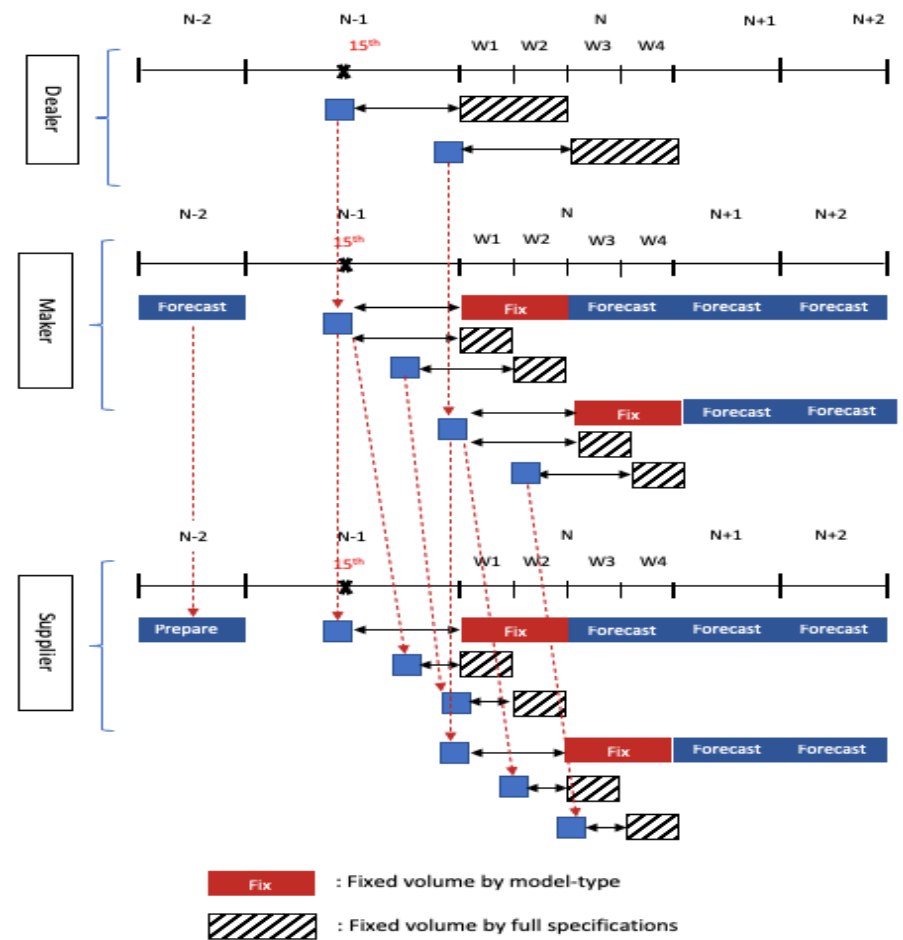 N-2 N-1 N N+1 N+2
15th W1 W2 W3 W4
Dealer
N-2 N-1 N N+1 N+2
15th W1 W2 W3 W4
Maker
Forecast Fix Forecast Forecast Forecast
Fix Forecast Forecast
N-2 N-1 N N+1 N+2
15th W1 W2 W3 W4
Supplier
Prepare Fix Forecast Forecast Forecast
Fix Forecast Forecast
Fix : Fixed volume by model-type
: Fixed volume by full specifications